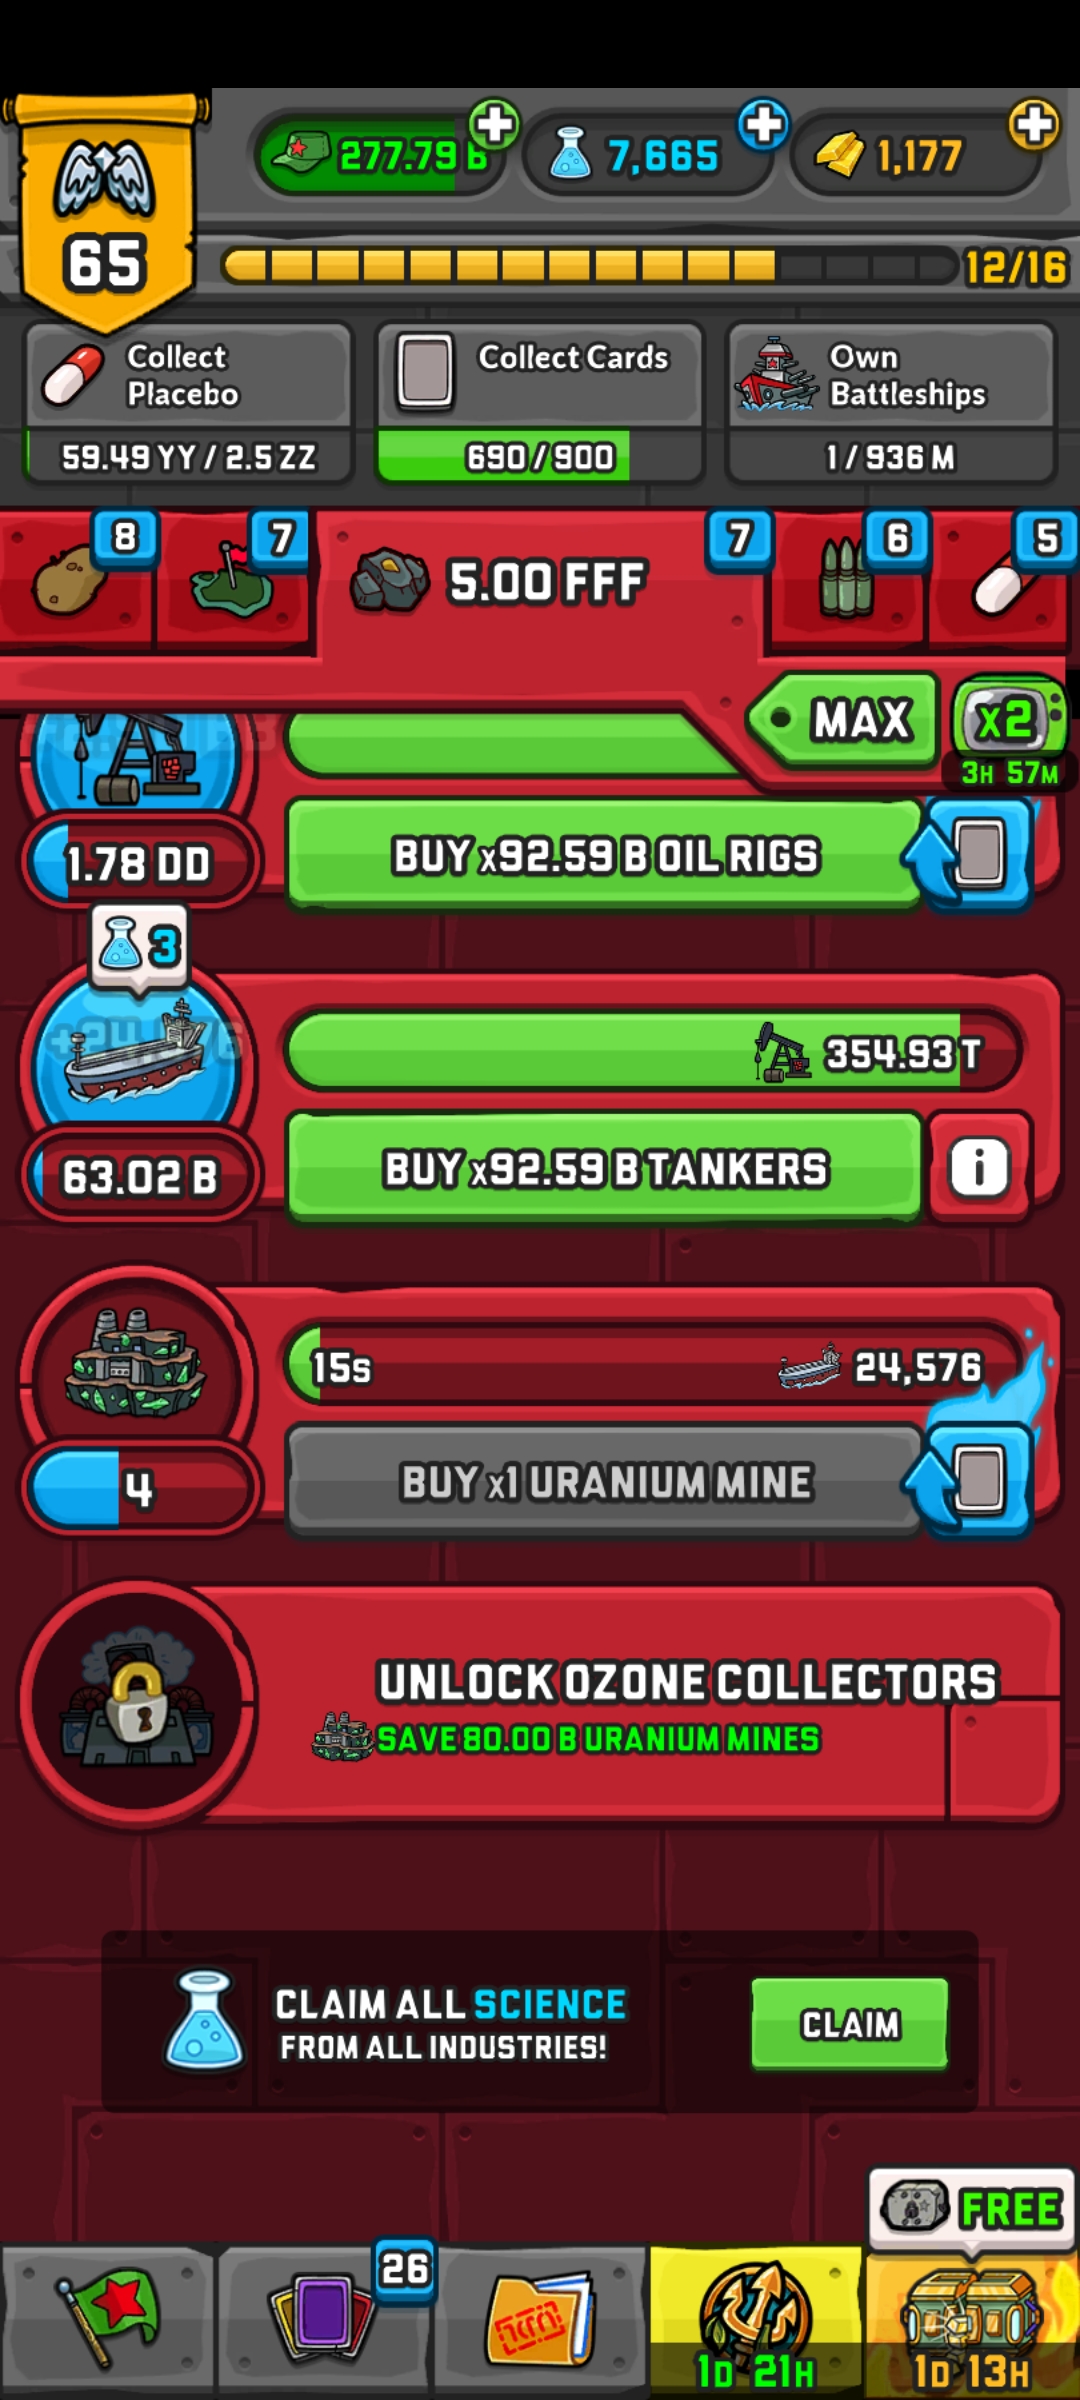 65
277.79 B
7,665
1,177
12/16
Collect
Placebo
59.49 YY / 2.5 ZZ
Collect Cards
690/900
Own
Battleships
1 / 936 M
8
7
5.00 FFF
7
6
5
MAX
x2
3H 57M
1.78 DD
BUY x92.59 B OIL RIGS
3
354.93 T
63.02 B
BUY x92.59 B TANKERS
i
15s
24,576
4
BUY x1 URANIUM MINE
UNLOCK OZONE COLLECTORS
SAVE 80.00 B URANIUM MINES
CLAIM ALL SCIENCE
FROM ALL INDUSTRIES!
CLAIM
FREE
26
1D 21H
1D 13H